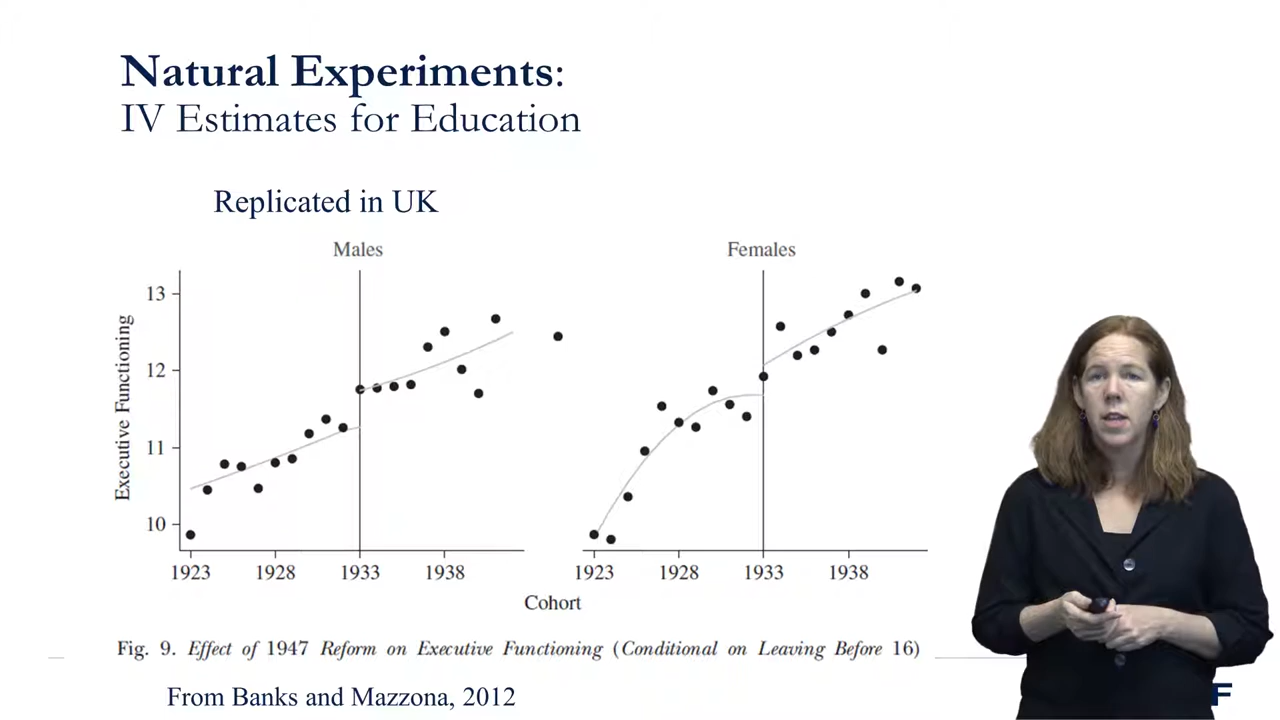 Natural Experiments:
IV Estimates for Education
Replicated in UK
Males
Females
Executive Functioning
13
12
11
10
1923 1928 1933 1938
1923 1928 1933 1938
Cohort
Fig. 9. Effect of 1947 Reform on Executive Functioning (Conditional on Leaving Before 16)
From Banks and Mazzona, 2012
F